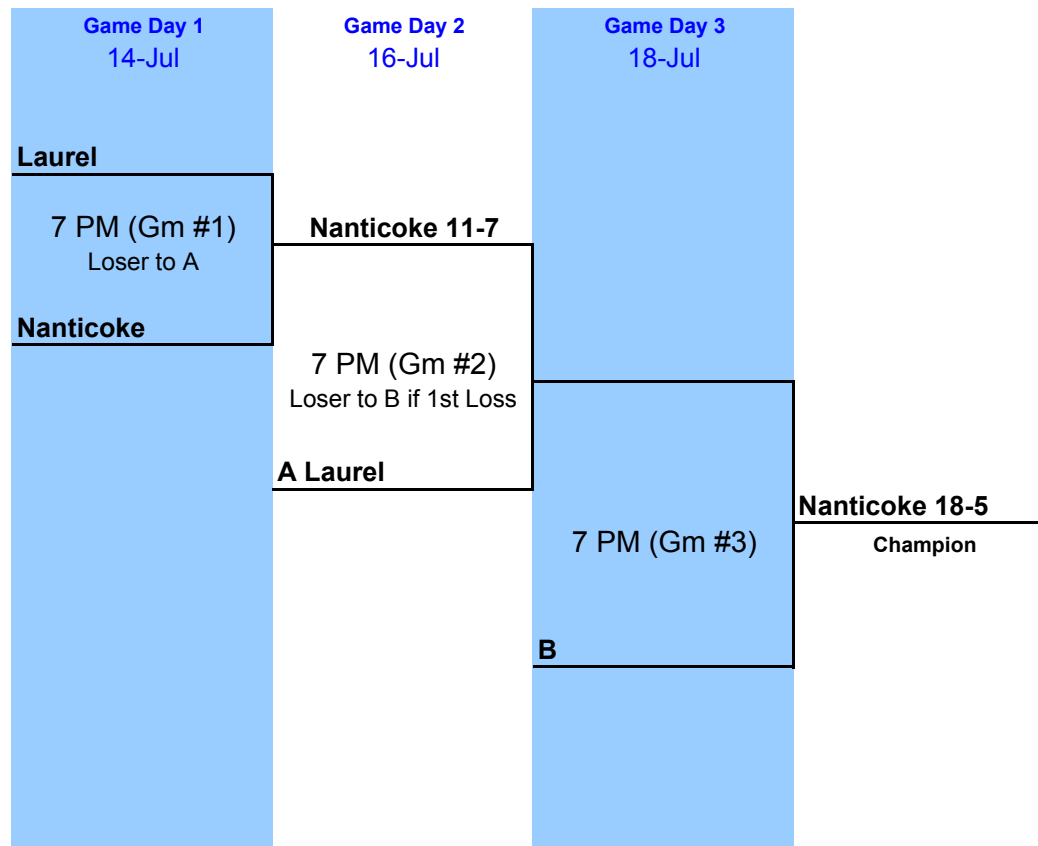 Game Day 1
14-Jul
Game Day 2
16-Jul
Game Day 3
18-Jul
Laurel
7 PM (Gm #1)
Loser to A
Nanticoke
Nanticoke 11-7
7 PM (Gm #2)
Loser to B if 1st Loss
A Laurel
7 PM (Gm #3)
B
Nanticoke 18-5
Champion